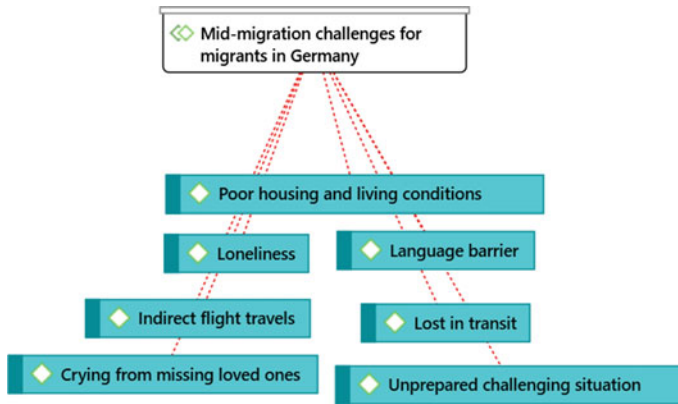 Mid-migration challenges for
migrants in Germany
Poor housing and living conditions
Loneliness
Language barrier
Indirect flight travels
Lost in transit
Crying from missing loved ones
Unprepared challenging situation